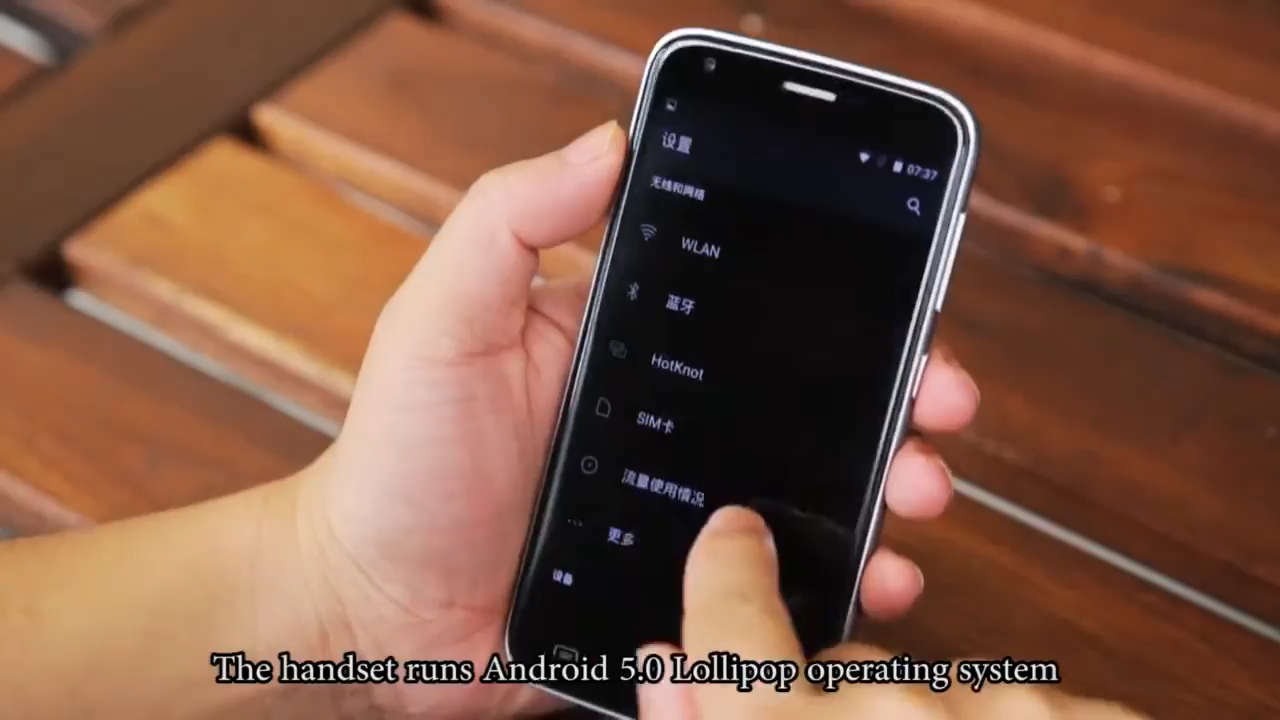 07:37
设置
无线和网络
WLAN
蓝牙
HotKnot
SIM卡
流量使用情况
更多
设备
The handset runs Android 5.0 Lollipop operating system